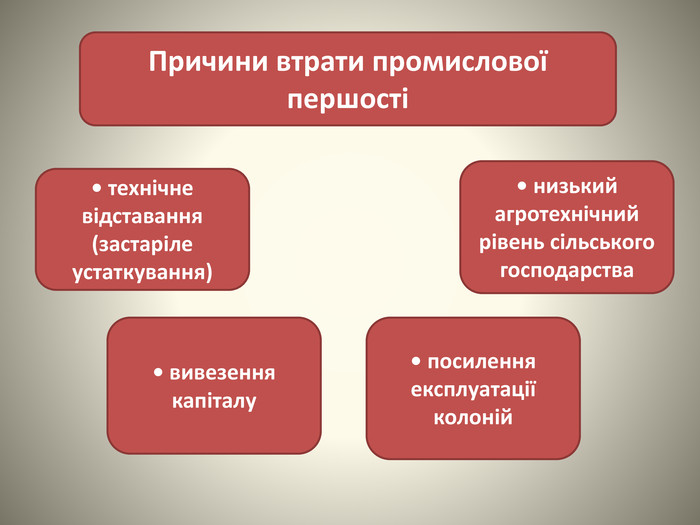 Причини втрати промислової
першості
• технічне
відставання
(застаріле
устаткування)
• низький
агротехнічний
рівень сільського
господарства
• вивезення
капіталу
• посилення
експлуатації
колоній